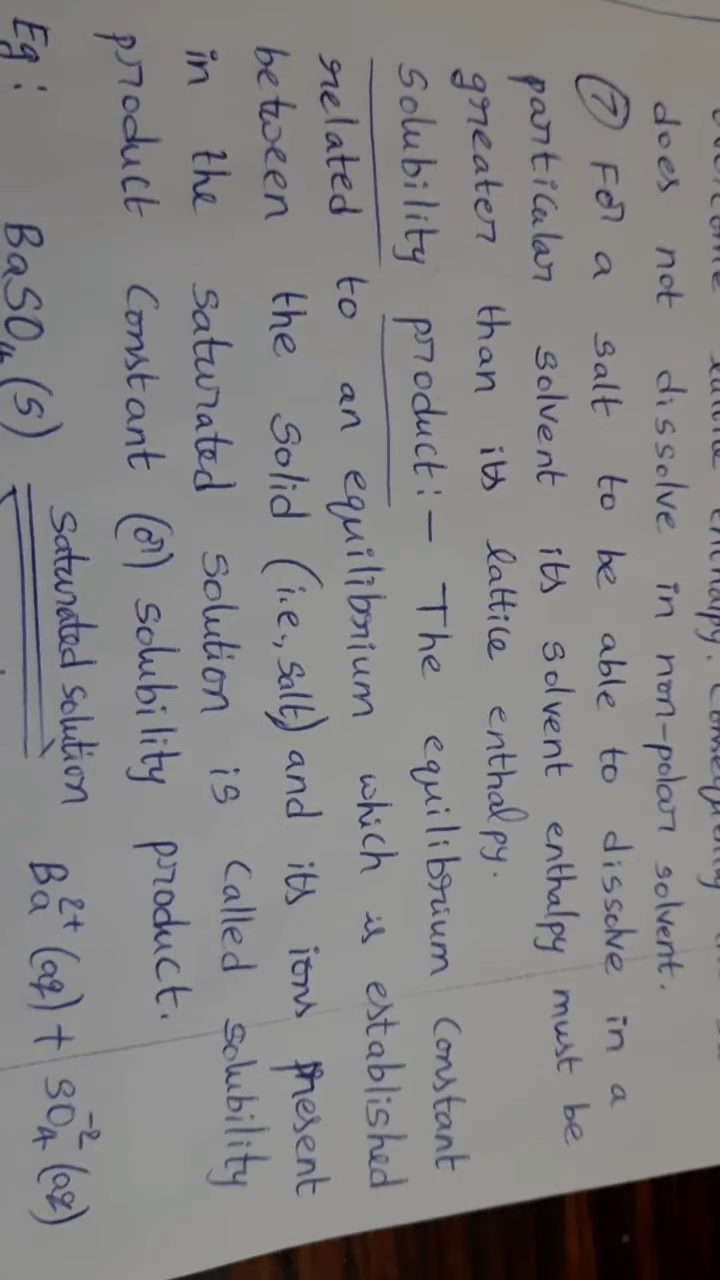 lattice enthalpy.
does not dissolve in non-polar solvent.
⑦ For a salt to be able to dissolve in a
particular solvent its solvent enthalpy must be
greater than its lattice enthalpy.
Solubility product:- The equilibrium constant
related to an equilibrium which is established
between the solid (i.e., salt) and its ions present
in the saturated solution is called solubility
product constant (or) solubility product.
Saturated solution
Eg: BaSO₄(s) ⇌ Ba²⁺(aq) + SO₄⁻²(aq)